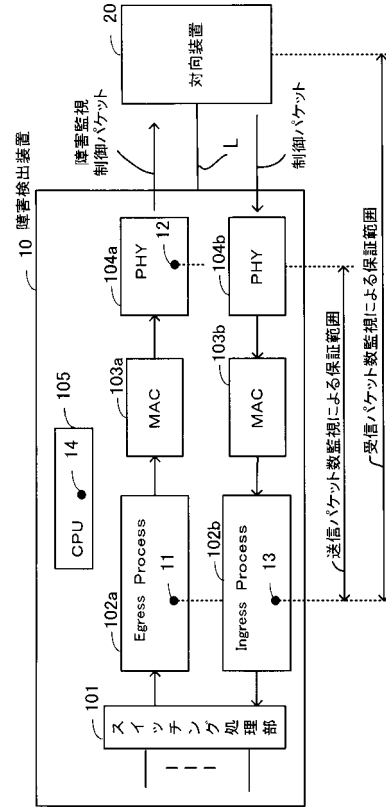 10 障害検出装置
105
CPU
14
101
スイッチング処理部
102a
Egress Process
11
103a
MAC
104a
PHY
12
障害監視
制御パケット
20
対向装置
L
制御パケット
102b
Ingress Process
13
103b
MAC
104b
PHY
送信パケット数監視による保証範囲
受信パケット数監視による保証範囲